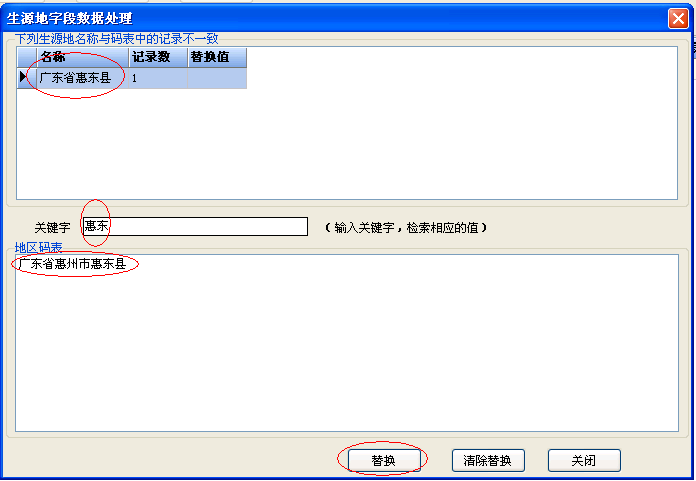 生源地字段数据处理
下列生源地名称与码表中的记录不一致
名称 记录数 替换值
广东省惠东县 1
关键字 惠东 (输入关键字,检索相应的值)
地区码表
广东省惠州市惠东县
替换 清除替换 关闭